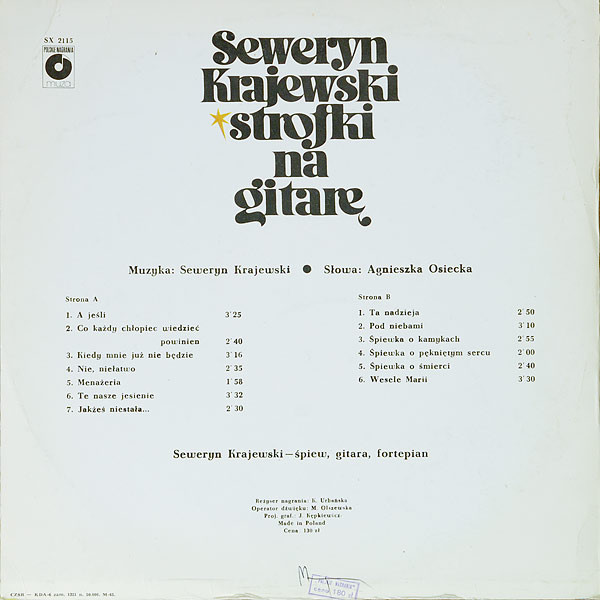 SX 2115
POLSKIE NAGRANIA
muza
Seweryn
Krajewski
strofki
na
gitarę
Muzyka: Seweryn Krajewski ● Słowa: Agnieszka Osiecka
Strona A
1. A jeśli 3'25
2. Co każdy chłopiec wiedzieć
powinien 2'40
3. Kiedy mnie już nie będzie 3'16
4. Nie, niełatwo 2'35
5. Menażeria 1'58
6. Te nasze jesienie 3'32
7. Jakżeś niestała... 2'30
Strona B
1. Ta nadzieja 2'50
2. Pod niebami 3'10
3. Śpiewka o kamykach 2'55
4. Śpiewka o pękniętym sercu 2'00
5. Śpiewka o śmierci 2'40
6. Wesele Marii 3'30
Seweryn Krajewski—śpiew, gitara, fortepian
Reżyser nagrania: K. Urbańska
Operator dźwięku: M. Olszewska
Proj. graf.: J. Kępkiewicz
Made in Poland
Cena 130 zł
cena 180 zł